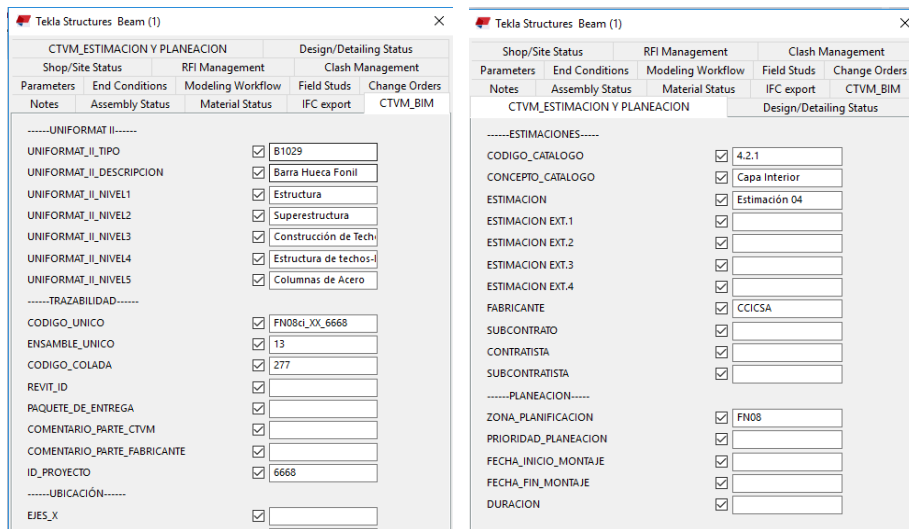 Tekla Structures Beam (1)
CTVM_ESTIMACION Y PLANEACION Design/Detailing Status
Shop/Site Status RFI Management Clash Management
Parameters End Conditions Modeling Workflow Field Studs Change Orders
Notes Assembly Status Material Status IFC export CTVM_BIM
------UNIFORMAT II------
UNIFORMAT_II_TIPO B1029
UNIFORMAT_II_DESCRIPCION Barra Hueca Fonil
UNIFORMAT_II_NIVEL1 Estructura
UNIFORMAT_II_NIVEL2 Superestructura
UNIFORMAT_II_NIVEL3 Construcción de
UNIFORMAT_II_NIVEL4 Estructura de
UNIFORMAT_II_NIVEL5 Columnas de Acero
------TRAZABILIDAD------
CODIGO_UNICO FN08ci_XX_6668
ENSAMBLE_UNICO 13
CODIGO_COLADA 277
REVIT_ID
PAQUETE_DE_ENTREGA
COMENTARIO_PARTE_CTVM
COMENTARIO_PARTE_FABRICANTE
ID_PROYECTO 6668
------UBICACIÓN------
EJES_X
Tekla Structures Beam (1)
Shop/Site Status RFI Management Clash Management
Parameters End Conditions Modeling Workflow Field Studs Change Orders
Notes Assembly Status Material Status IFC export CTVM_BIM
CTVM_ESTIMACION Y PLANEACION Design/Detailing Status
------ESTIMACIONES-----
CODIGO_CATALOGO 4.2.1
CONCEPTO_CATALOGO Capa Interior
ESTIMACION Estimación 04
ESTIMACION EXT.1
ESTIMACION EXT.2
ESTIMACION EXT.3
ESTIMACION EXT.4
FABRICANTE CCICSA
SUBCONTRATO
CONTRATISTA
SUBCONTRATISTA
------PLANEACION-----
ZONA_PLANIFICACION FN08
PRIORIDAD_PLANEACION
FECHA_INICIO_MONTAJE
FECHA_FIN_MONTAJE
DURACION